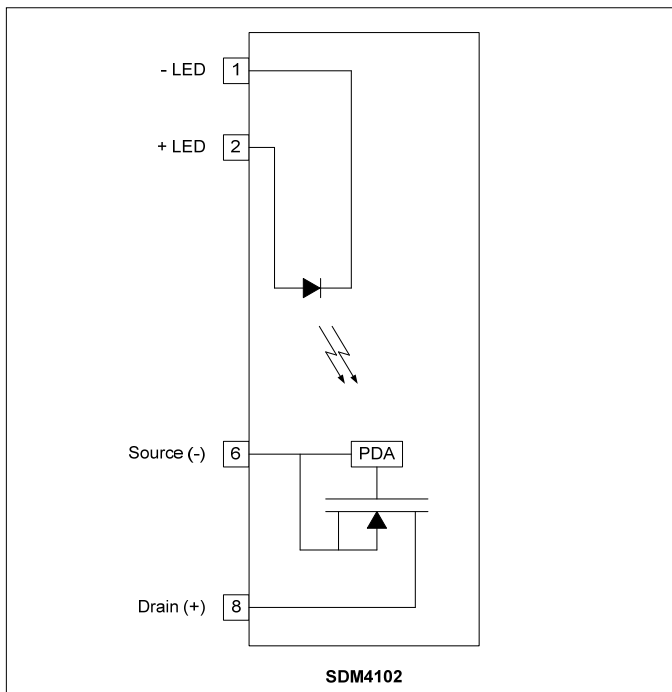 - LED 1
+ LED 2
Source (-) 6 PDA
Drain (+) 8
SDM4102